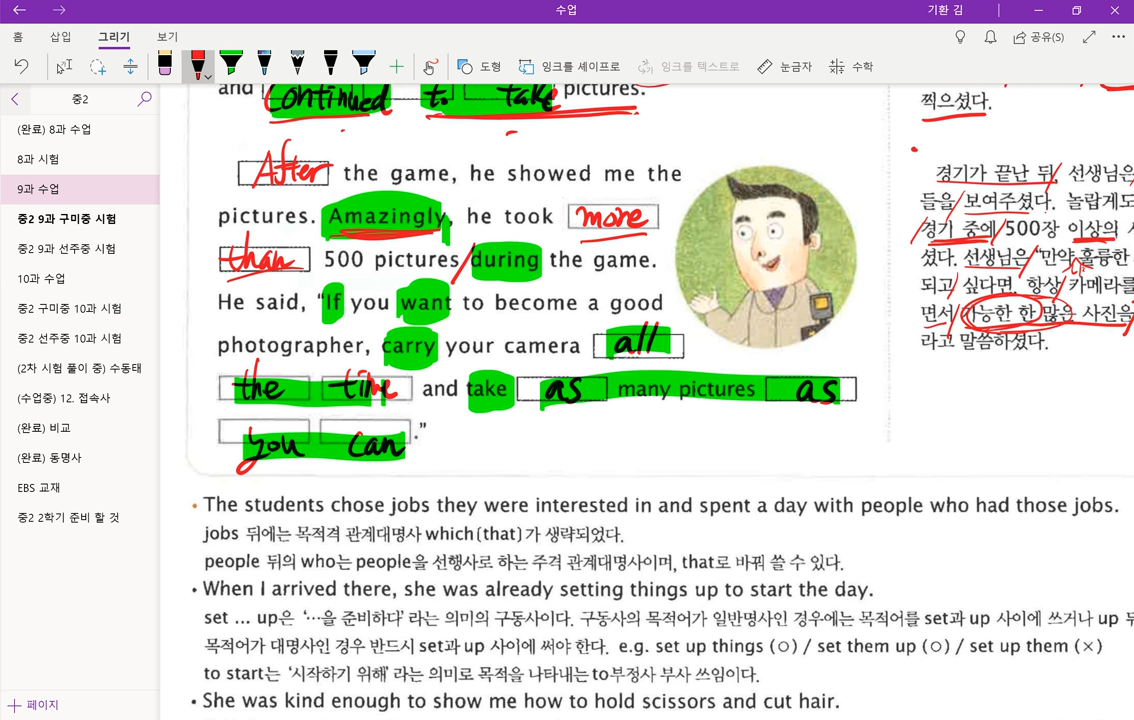 수업
기환 김
홈 삽입 그리기 보기
공유(S)
도형 잉크를 셰이프로 잉크를 텍스트로 눈금자 수학
중2
(완료) 8과 수업
8과 시험
9과 수업
중2 9과 구미중 시험
중2 9과 선주중 시험
10과 수업
중2 구미중 10과 시험
중2 선주중 10과 시험
(2차 시험 풀이 중) 수동태
(수업중) 12. 접속사
(완료) 비교
(완료) 동명사
EBS 교재
중2 2학기 준비 할 것
페이지
and continued to take pictures.
After the game, he showed me the
pictures. Amazingly, he took more
than 500 pictures / during the game.
He said, "If you want to become a good
photographer, carry your camera all
the time and take as many pictures as
you can."
찍으셨다.
경기가 끝난 뒤, 선생님은
들을 보여주셨다. 놀랍게도
경기 중에 500장 이상의 사
셨다. 선생님은 "만약 훌륭한
되고 싶다면, 항상 카메라를
면서 가능한 한 많은 사진을
라고 말씀하셨다.
• The students chose jobs they were interested in and spent a day with people who had those jobs.
jobs 뒤에는 목적격 관계대명사 which(that)가 생략되었다.
people 뒤의 who는 people을 선행사로 하는 주격 관계대명사이며, that로 바꿔 쓸 수 있다.
• When I arrived there, she was already setting things up to start the day.
set ... up은 '…을 준비하다' 라는 의미의 구동사이다. 구동사의 목적어가 일반명사인 경우에는 목적어를 set과 up 사이에 쓰거나 up 뒤
목적어가 대명사인 경우 반드시 set과 up 사이에 써야 한다. e.g. set up things (○) / set them up (○) / set up them (×)
to start는 '시작하기 위해' 라는 의미로 목적을 나타내는 to부정사 부사 쓰임이다.
• She was kind enough to show me how to hold scissors and cut hair.